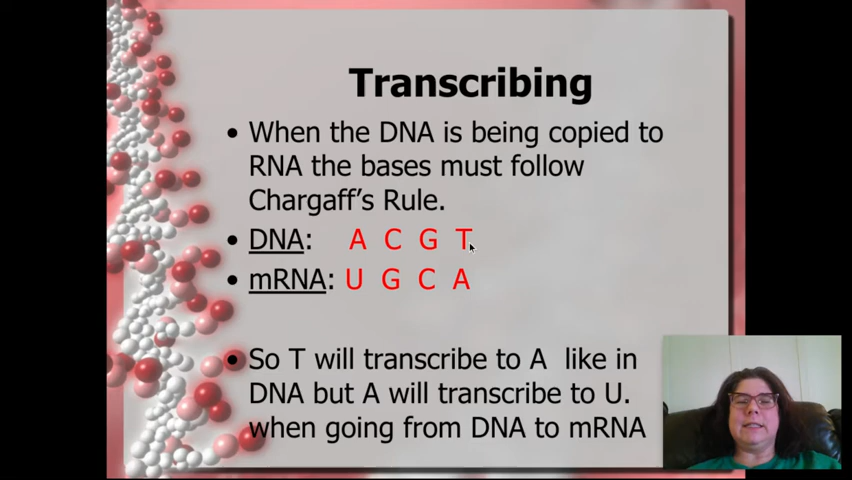 Transcribing
• When the DNA is being copied to
RNA the bases must follow
Chargaff's Rule.
• DNA: A C G T
• mRNA: U G C A
• So T will transcribe to A like in
DNA but A will transcribe to U.
when going from DNA to mRNA